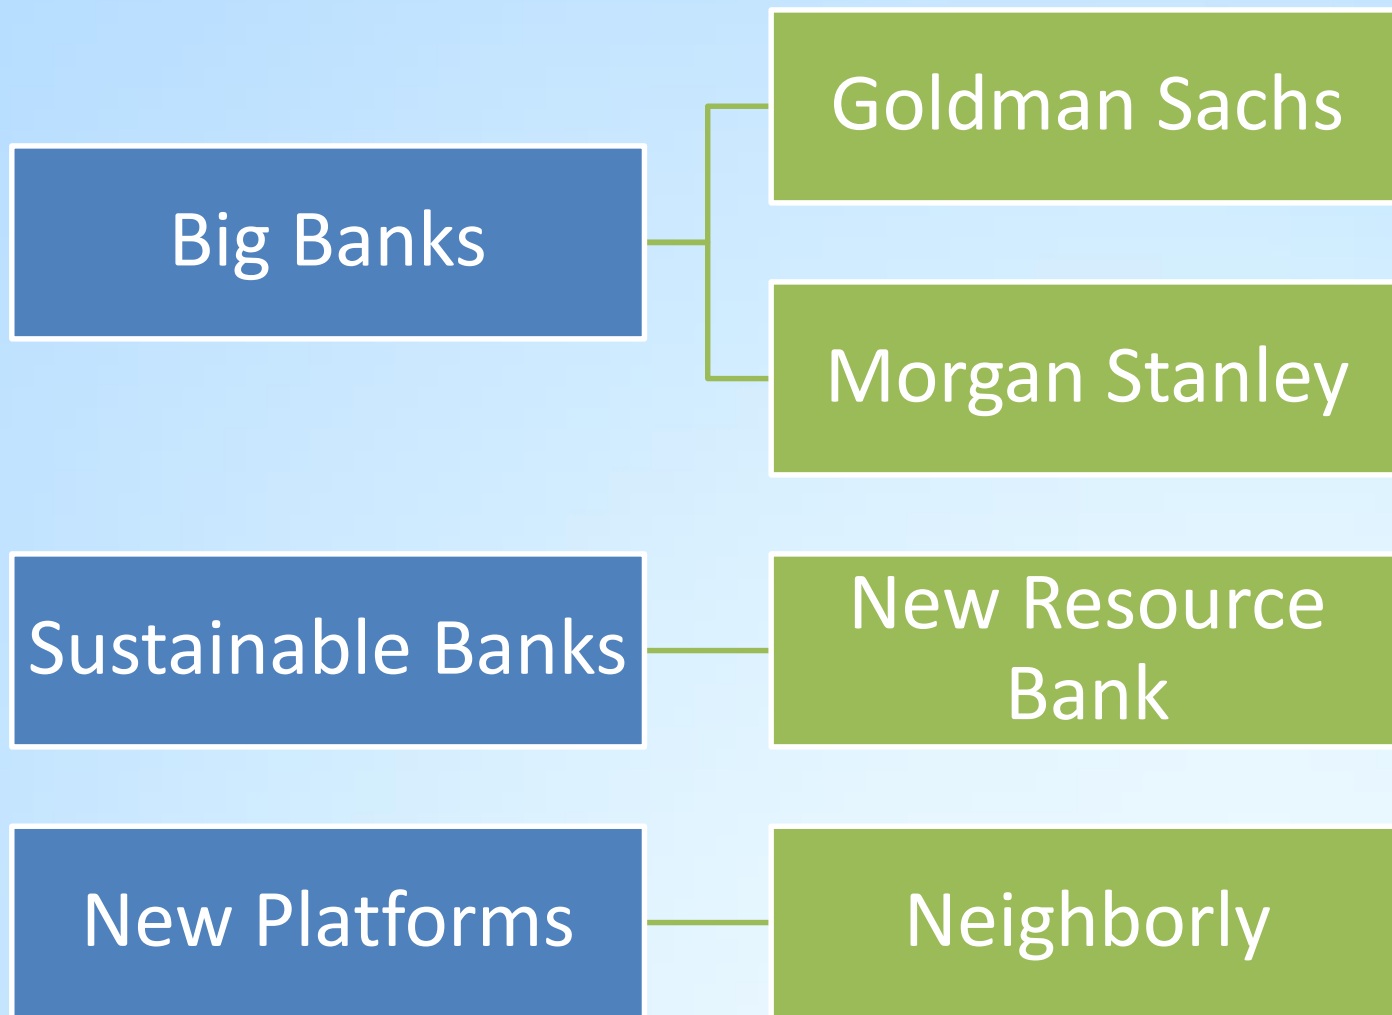 Big Banks
Goldman Sachs
Morgan Stanley
Sustainable Banks
New Resource
Bank
New Platforms
Neighborly